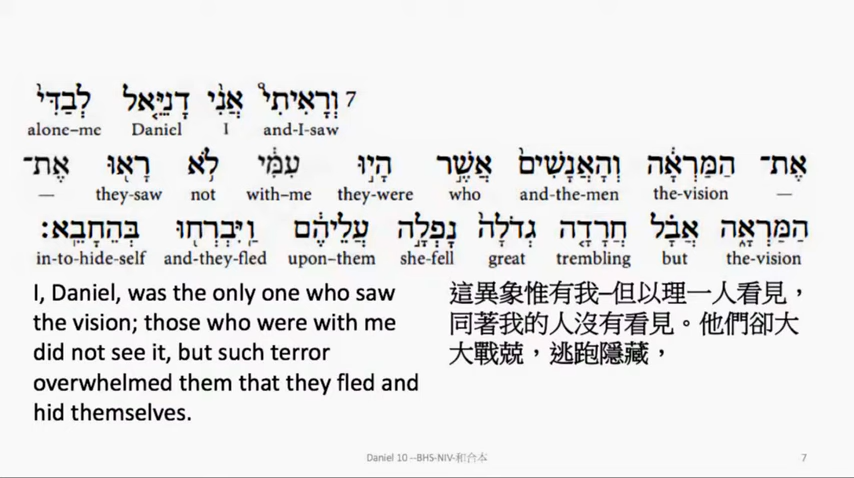 7 וְרָאִיתִי֩ אֲנִ֨י דָנִיֵּ֤אל לְבַדִּי֙
alone–me Daniel I and-I-saw
אֶת־ הַמַּרְאָ֔ה וְהָאֲנָשִׁים֙ אֲשֶׁ֣ר הָי֣וּ עִמִּ֔י לֹ֥א רָא֖וּ אֶת־
— they-saw not with–me they-were who and-the-men the-vision —
הַמַּרְאָ֑ה אֲבָ֗ל חֲרָדָ֤ה גְדֹלָה֙ נָפְלָ֣ה עֲלֵיהֶ֔ם וַֽיִּבְרְח֖וּ בְּהֵחָבֵֽא׃
in-to-hide-self and-they-fled upon–them she-fell great trembling but the-vision
I, Daniel, was the only one who saw
the vision; those who were with me
did not see it, but such terror
overwhelmed them that they fled and
hid themselves.
這異象惟有我–但以理一人看見，
同著我的人沒有看見。他們卻大
大戰兢，逃跑隱藏，
Daniel 10 --BHS-NIV-和合本
7